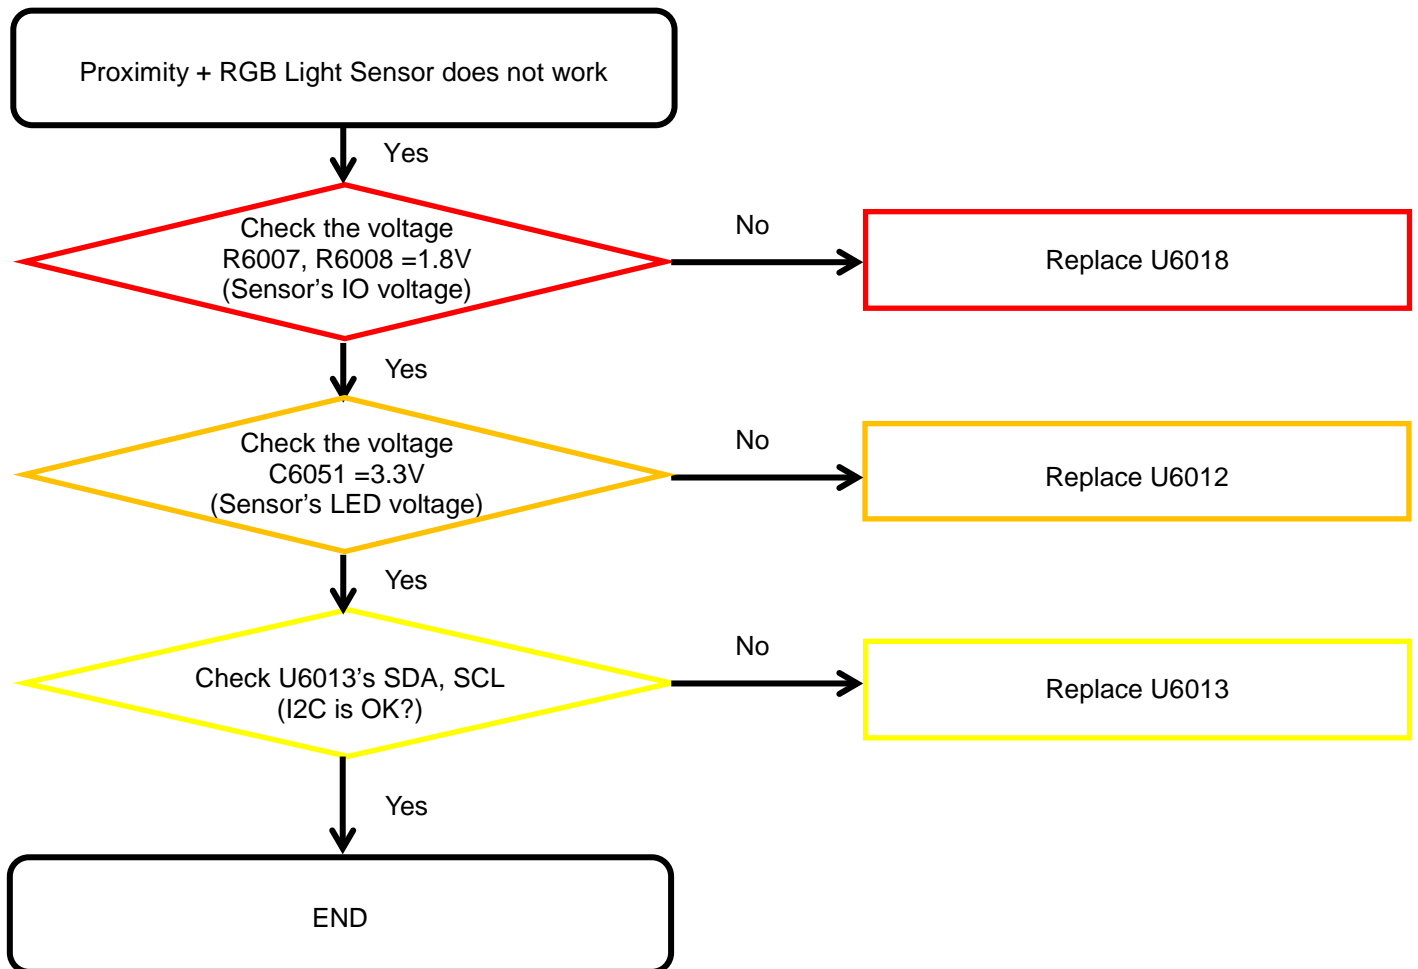 Proximity + RGB Light Sensor does not work
Yes
Check the voltage
R6007, R6008 =1.8V
(Sensor’s IO voltage)
No
Replace U6018
Yes
Check the voltage
C6051 =3.3V
(Sensor’s LED voltage)
No
Replace U6012
Yes
Check U6013’s SDA, SCL
(I2C is OK?)
No
Replace U6013
Yes
END